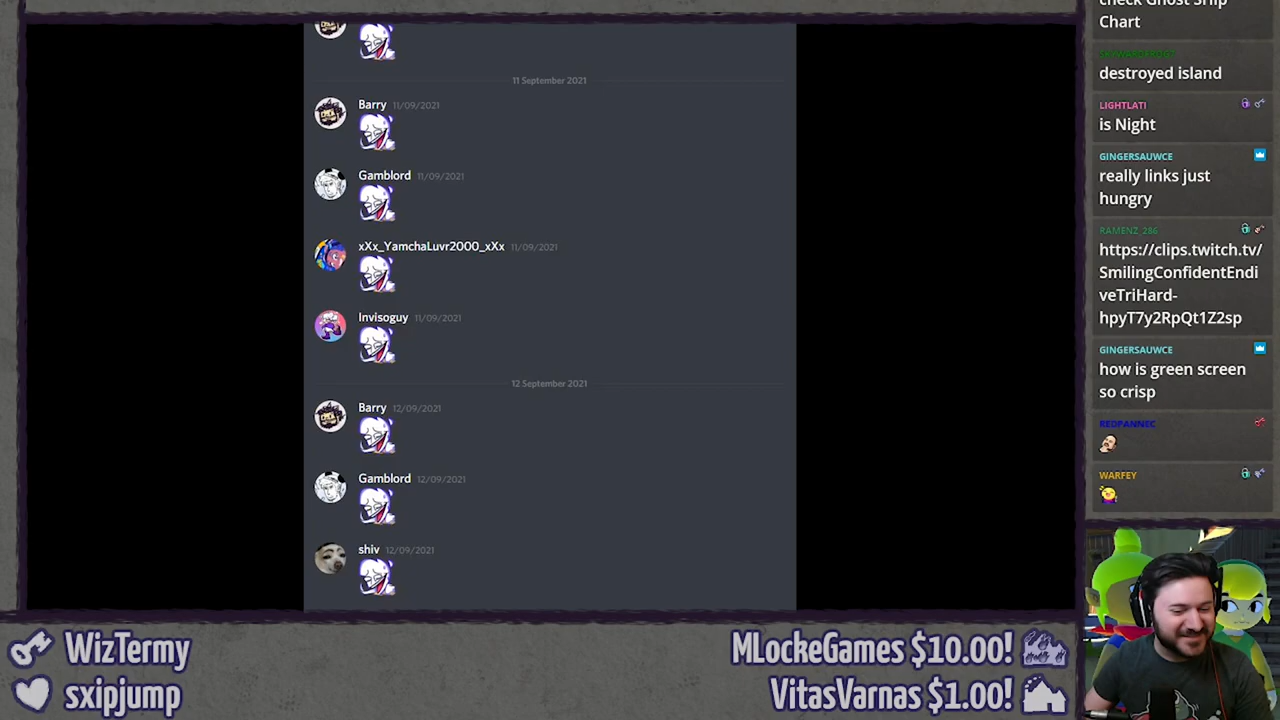 11 September 2021
Barry 11/09/2021
Gamblord 11/09/2021
xXx_YamchaLuvr2000_xXx 11/09/2021
Invisoguy 11/09/2021
12 September 2021
Barry 12/09/2021
Gamblord 12/09/2021
shiv 12/09/2021
check Ghost Ship
Chart
destroyed island
LIGHTLATI
is Night
GINGERSAUWCE
really links just
hungry
RAMENZ_286
https://clips.twitch.tv/
SmilingConfidentEndi
veTriHard-
hpyT7y2RpQt1Z2sp
GINGERSAUWCE
how is green screen
so crisp
REDPANNEC
WARFEY
WizTermy
sxipjump
MLockeGames $10.00!
VitasVarnas $1.00!